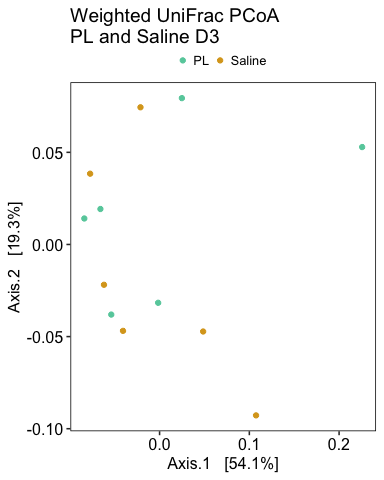 Weighted UniFrac PCoA
PL and Saline D3
PL Saline
0.05
0.00
-0.05
-0.10
Axis.2 [19.3%]
0.0 0.1 0.2
Axis.1 [54.1%]